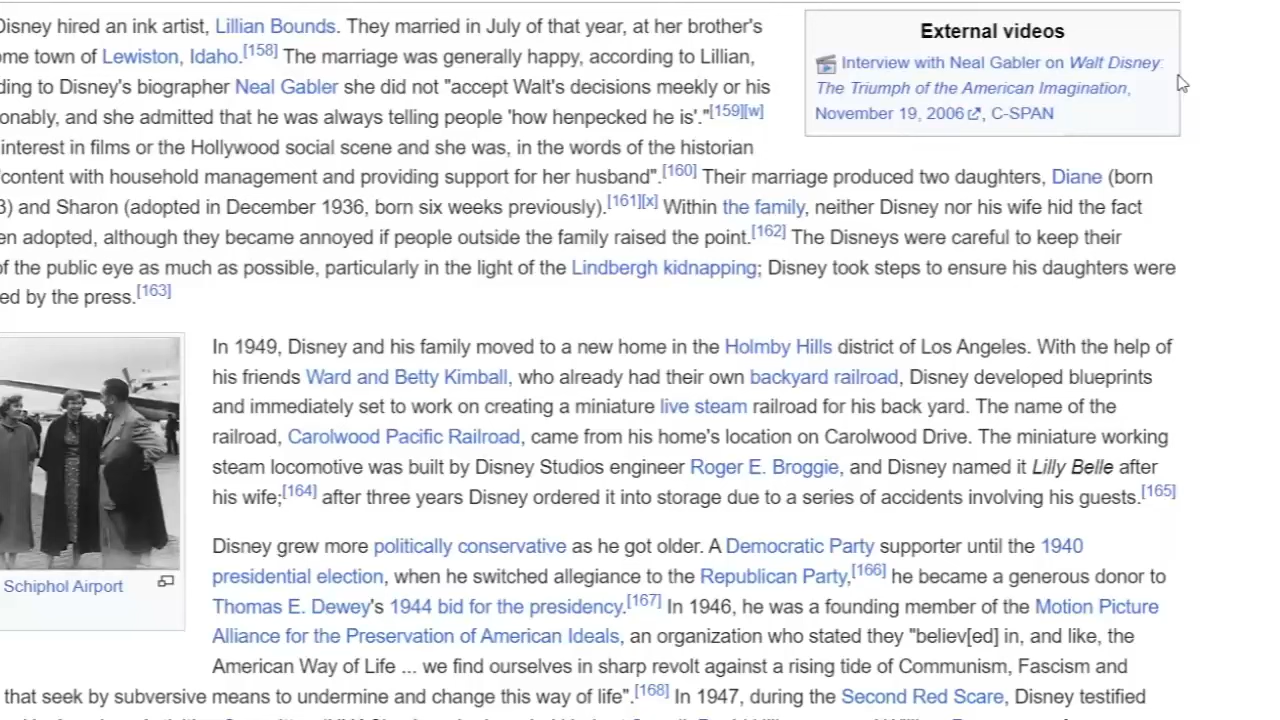 Disney hired an ink artist, Lillian Bounds. They married in July of that year, at her brother's
ome town of Lewiston, Idaho.[158] The marriage was generally happy, according to Lillian,
ding to Disney's biographer Neal Gabler she did not "accept Walt's decisions meekly or his
onably, and she admitted that he was always telling people 'how henpecked he is'."[159][w]
interest in films or the Hollywood social scene and she was, in the words of the historian
'content with household management and providing support for her husband".[160] Their marriage produced two daughters, Diane (born
3) and Sharon (adopted in December 1936, born six weeks previously).[161][x] Within the family, neither Disney nor his wife hid the fact
en adopted, although they became annoyed if people outside the family raised the point.[162] The Disneys were careful to keep their
of the public eye as much as possible, particularly in the light of the Lindbergh kidnapping; Disney took steps to ensure his daughters were
ed by the press.[163]
External videos
Interview with Neal Gabler on Walt Disney:
The Triumph of the American Imagination,
November 19, 2006, C-SPAN
In 1949, Disney and his family moved to a new home in the Holmby Hills district of Los Angeles. With the help of
his friends Ward and Betty Kimball, who already had their own backyard railroad, Disney developed blueprints
and immediately set to work on creating a miniature live steam railroad for his back yard. The name of the
railroad, Carolwood Pacific Railroad, came from his home's location on Carolwood Drive. The miniature working
steam locomotive was built by Disney Studios engineer Roger E. Broggie, and Disney named it Lilly Belle after
his wife;[164] after three years Disney ordered it into storage due to a series of accidents involving his guests.[165]
Schiphol Airport
Disney grew more politically conservative as he got older. A Democratic Party supporter until the 1940
presidential election, when he switched allegiance to the Republican Party,[166] he became a generous donor to
Thomas E. Dewey's 1944 bid for the presidency.[167] In 1946, he was a founding member of the Motion Picture
Alliance for the Preservation of American Ideals, an organization who stated they "believ[ed] in, and like, the
American Way of Life ... we find ourselves in sharp revolt against a rising tide of Communism, Fascism and
that seek by subversive means to undermine and change this way of life".[168] In 1947, during the Second Red Scare, Disney testified